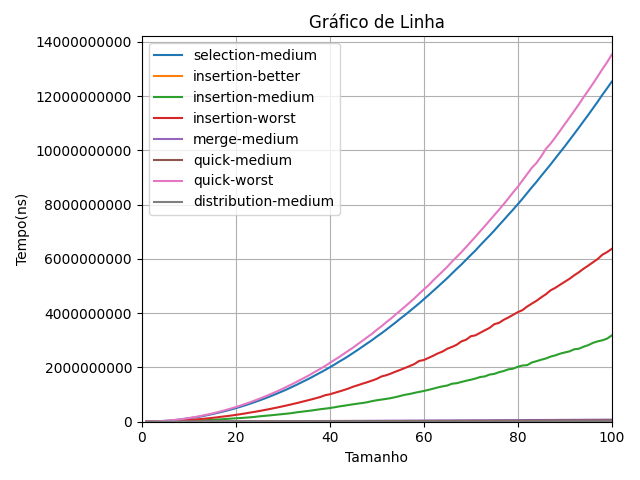 Gráfico de Linha
14000000000
12000000000
10000000000
8000000000
6000000000
4000000000
2000000000
0
Tempo(ns)
selection-medium
insertion-better
insertion-medium
insertion-worst
merge-medium
quick-medium
quick-worst
distribution-medium
0 20 40 60 80 100
Tamanho